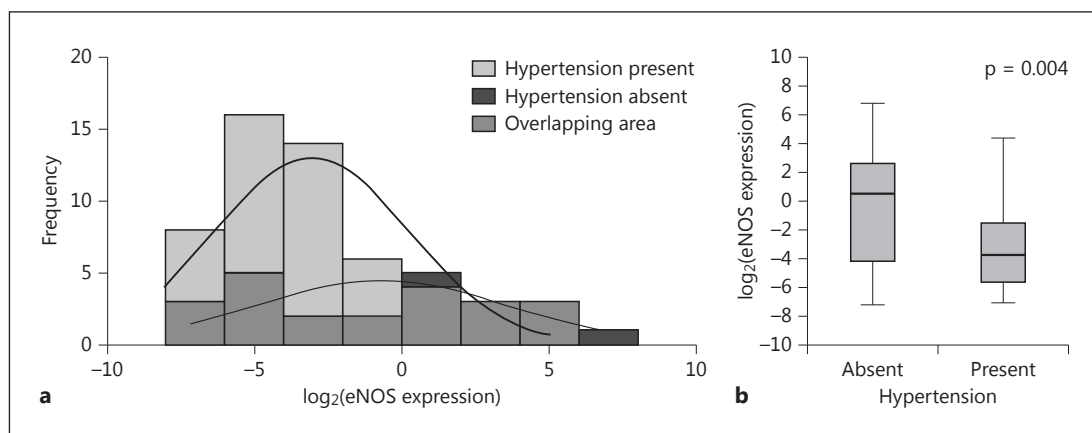 20
15
10
5
0
Frequency
−10
−5
0
5
10
log₂(eNOS expression)
Hypertension present
Hypertension absent
Overlapping area
a
10
8
6
4
2
0
−2
−4
−6
−8
−10
log₂(eNOS expression)
p = 0.004
Absent
Present
Hypertension
b